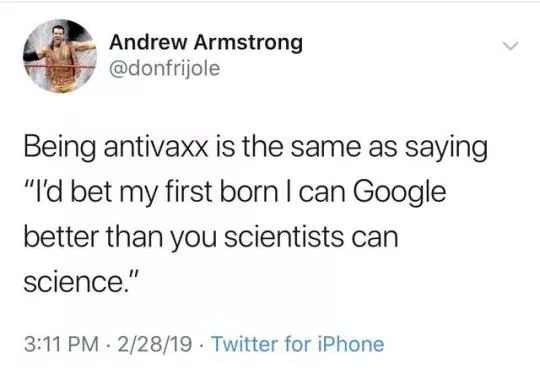 Andrew Armstrong
@donfrijole
Being antivaxx is the same as saying
"I'd bet my first born I can Google
better than you scientists can
science."
3:11 PM · 2/28/19 · Twitter for iPhone